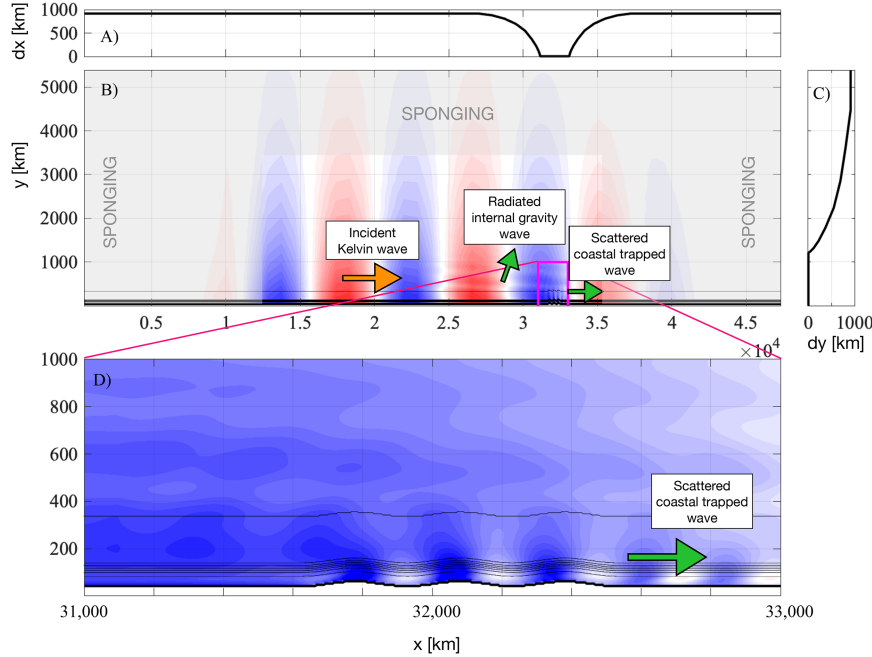 dx [km]
1000
500
0
A)
B)
SPONGING
C)
y [km]
5000
4000
3000
2000
1000
SPONGING
SPONGING
Incident
Kelvin wave
Radiated
internal gravity
wave
Scattered
coastal trapped
wave
0.5
1
1.5
2
2.5
3
3.5
4
4.5
×10⁴
0
1000
dy [km]
D)
1000
800
600
400
200
Scattered
coastal trapped
wave
31,000
32,000
33,000
x [km]